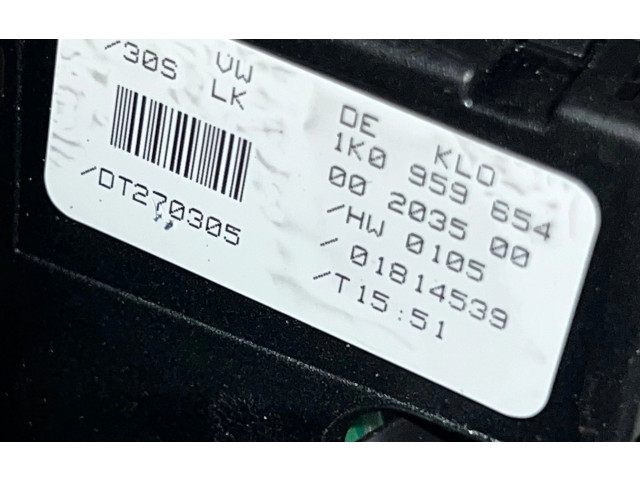 VW
/30S LK
/DT270305
DE KLO
1K0 959 654
00 2035 00
/HW 0105
/01814539
/T15:51